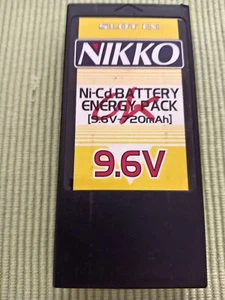 NIKKO
Ni-Cd BATTERY
ENERGY PACK
[9.6V-720mAh]
9.6V